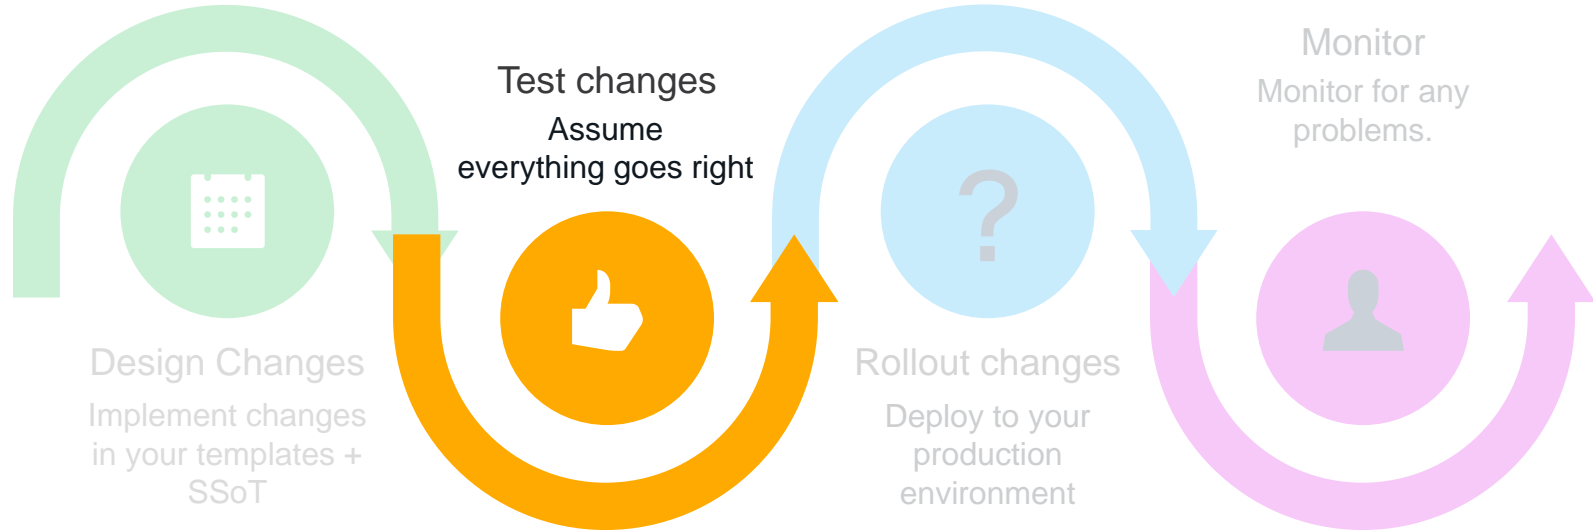 Design Changes
Implement changes
in your templates +
SSoT
Test changes
Assume
everything goes right
?
Rollout changes
Deploy to your
production
environment
Monitor
Monitor for any
problems.